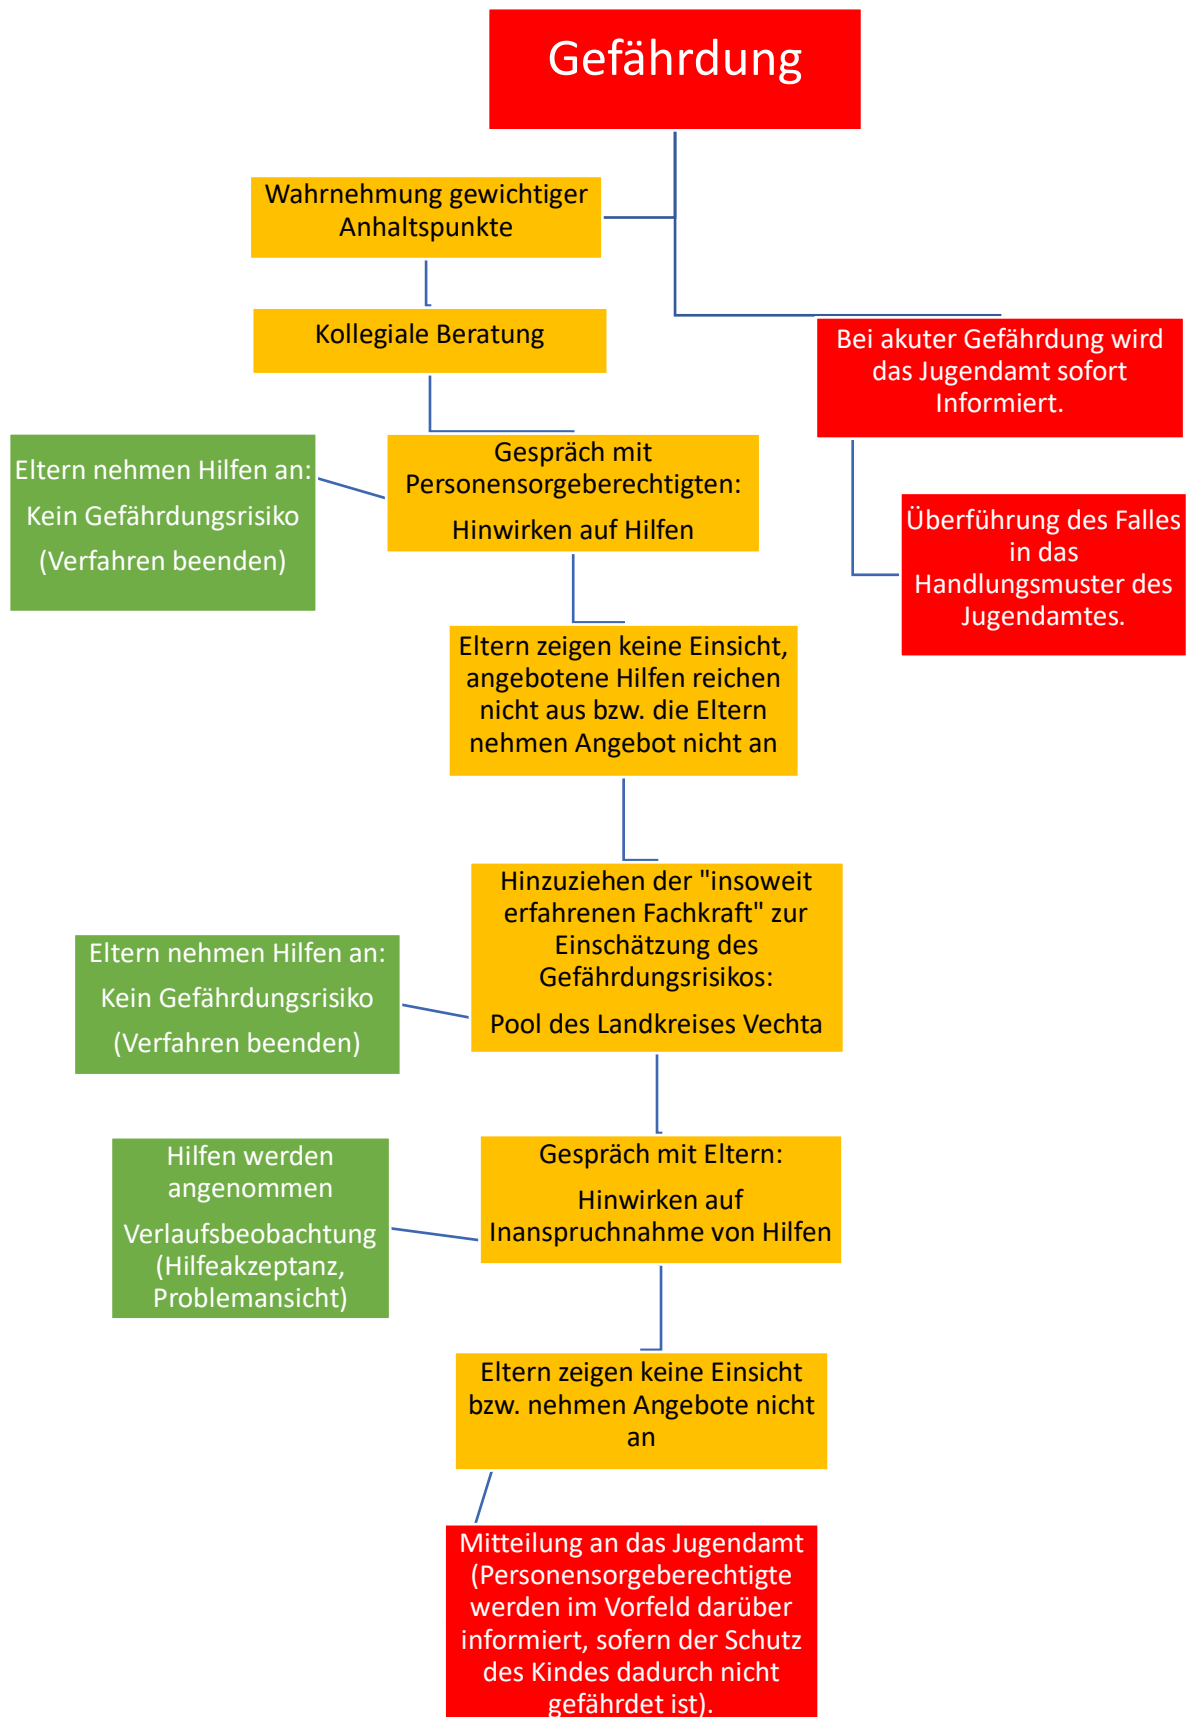 Gefährdung
Wahrnehmung gewichtiger
Anhaltspunkte
Kollegiale Beratung
Bei akuter Gefährdung wird
das Jugendamt sofort
Informiert.
Eltern nehmen Hilfen an:
Kein Gefährdungsrisiko
(Verfahren beenden)
Gespräch mit
Personensorgeberechtigten:
Hinwirken auf Hilfen
Überführung des Falles
in das
Handlungsmuster des
Jugendamtes.
Eltern zeigen keine Einsicht,
angebotene Hilfen reichen
nicht aus bzw. die Eltern
nehmen Angebot nicht an
Hinzuziehen der "insoweit
erfahrenen Fachkraft" zur
Einschätzung des
Gefährdungsrisikos:
Pool des Landkreises Vechta
Eltern nehmen Hilfen an:
Kein Gefährdungsrisiko
(Verfahren beenden)
Gespräch mit Eltern:
Hinwirken auf
Inanspruchnahme von Hilfen
Hilfen werden
angenommen
Verlaufsbeobachtung
(Hilfeakzeptanz,
Problemansicht)
Eltern zeigen keine Einsicht
bzw. nehmen Angebote nicht
an
Mitteilung an das Jugendamt
(Personensorgeberechtigte
werden im Vorfeld darüber
informiert, sofern der Schutz
des Kindes dadurch nicht
gefährdet ist).